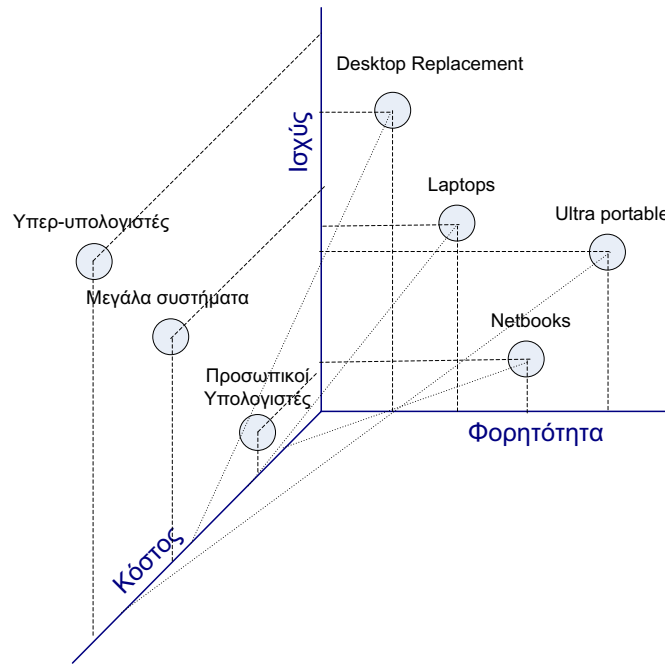 Desktop Replacement
Ισχύς
Laptops
Υπερ-υπολογιστές
Ultra portable
Μεγάλα συστήματα
Netbooks
Προσωπικοί
Υπολογιστές
Φορητότητα
Κόστος